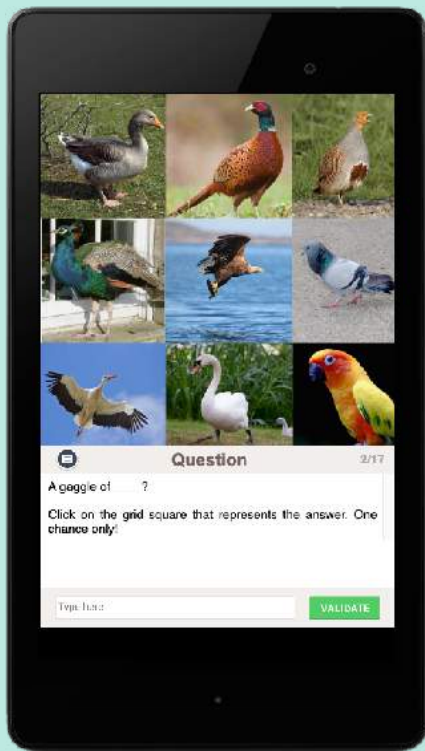 Question
2/17
A gaggle of ?
Click on the grid square that represents the answer. One
chance only!
Type here
VALIDATE